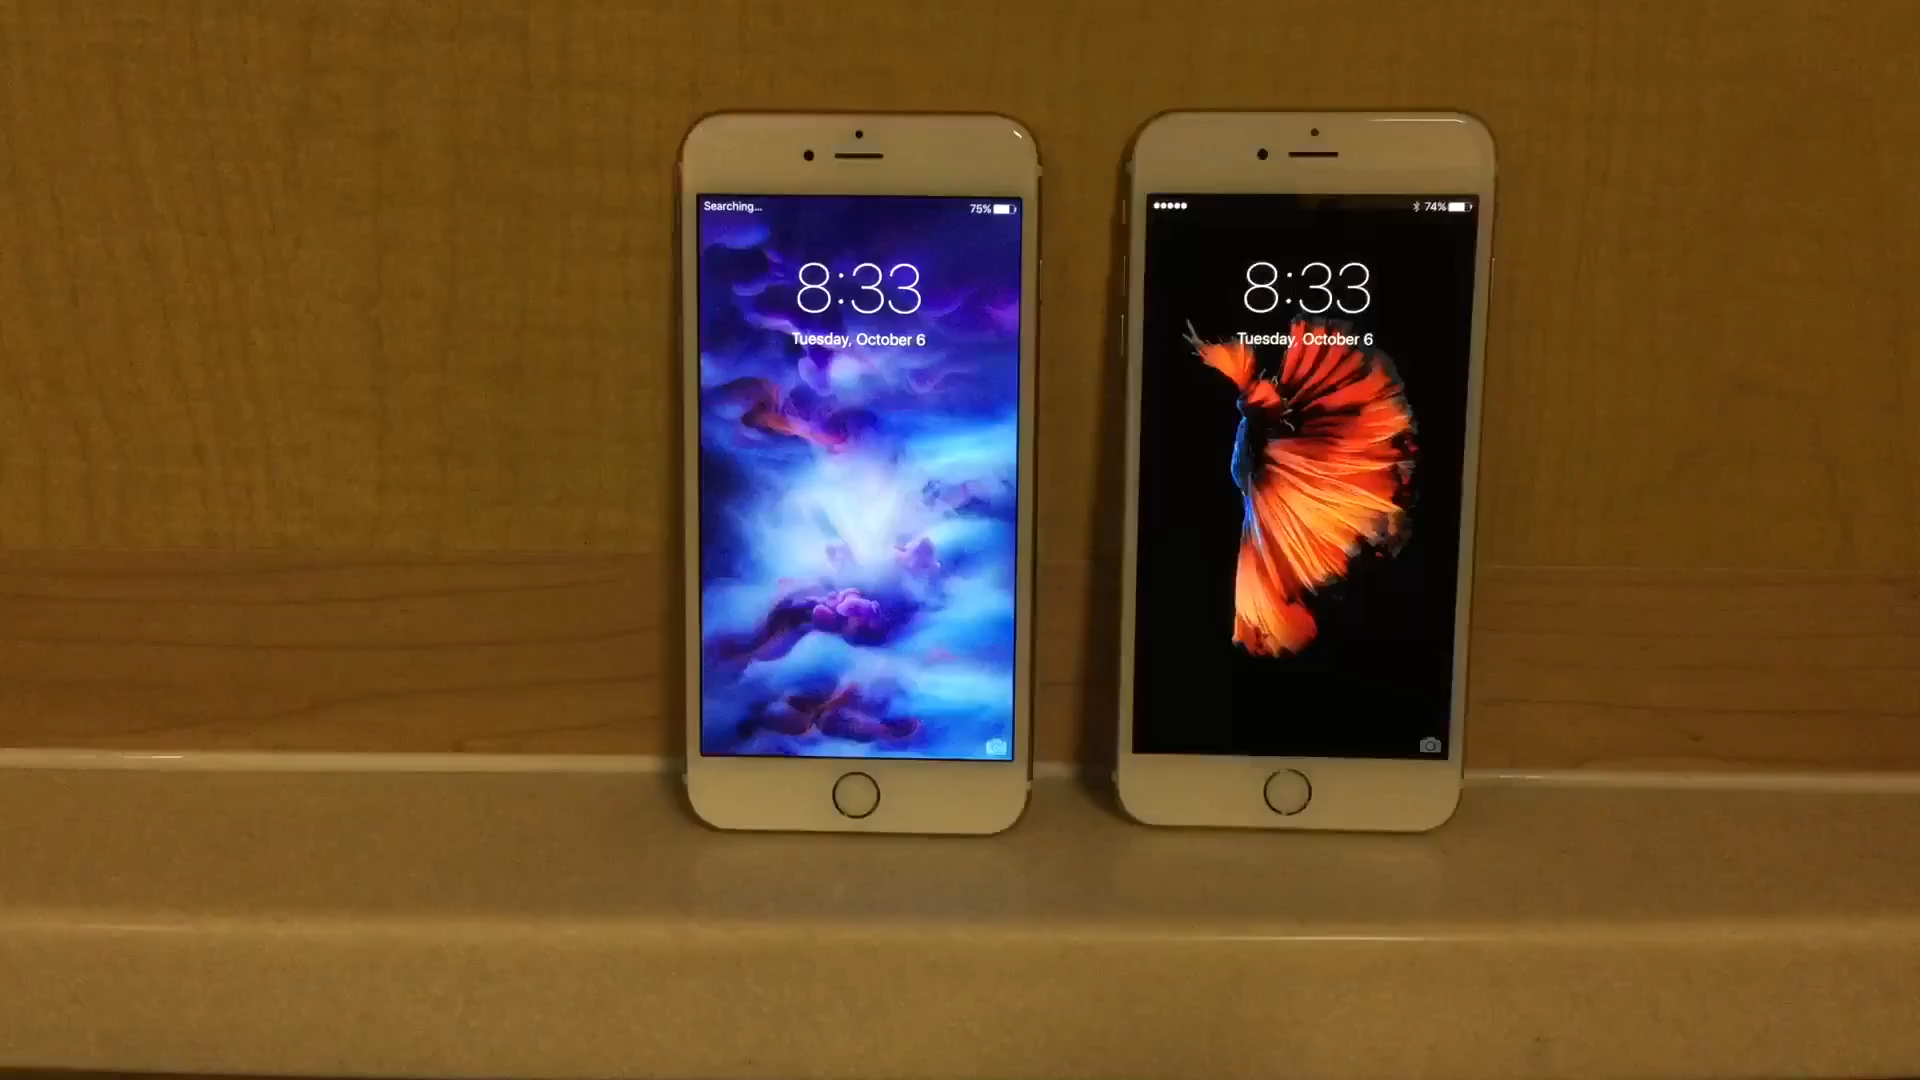 Searching... 75%
8:33
Tuesday, October 6
74%
8:33
Tuesday, October 6